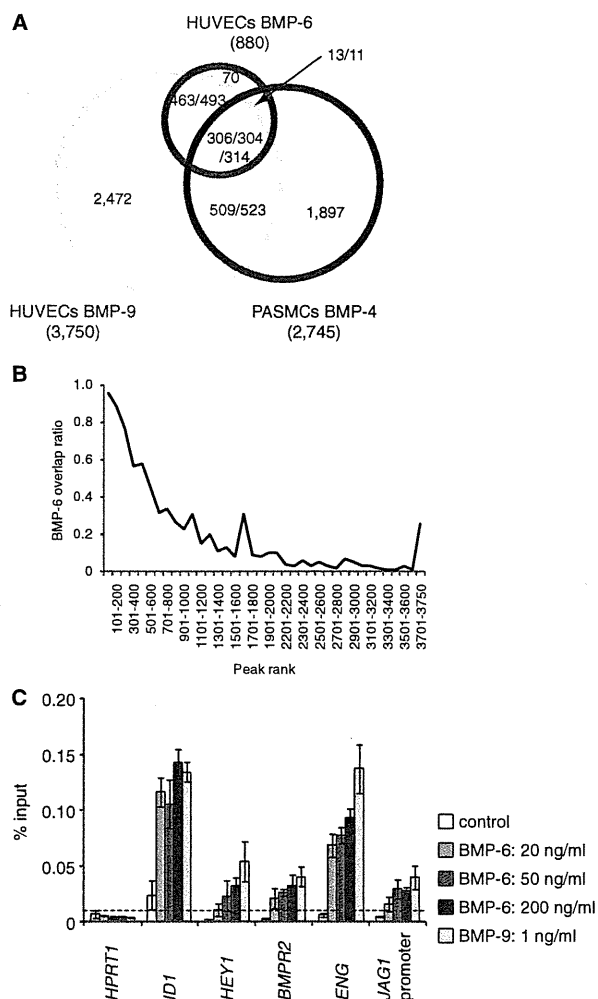 A
HUVECs BMP-6
(880)
13/11
70
463/493
306/304
/314
2,472
509/523
1,897
HUVECs BMP-9
(3,750)
PASMCs BMP-4
(2,745)
B
BMP-6 overlap ratio
1.0
0.8
0.6
0.4
0.2
0
101-200
301-400
501-600
701-800
901-1000
1101-1200
1301-1400
1501-1600
1701-1800
1901-2000
2201-2200
2401-2400
2501-2600
2701-2800
2901-3000
3101-3200
3301-3400
3501-3600
3701-3750
Peak rank
C
% input
0.20
0.15
0.10
0.05
0
HPRT1
ID1
HEY1
BMPR2
ENG
JAG1
promoter
control
BMP-6: 20 ng/ml
BMP-6: 50 ng/ml
BMP-6: 200 ng/ml
BMP-9: 1 ng/ml